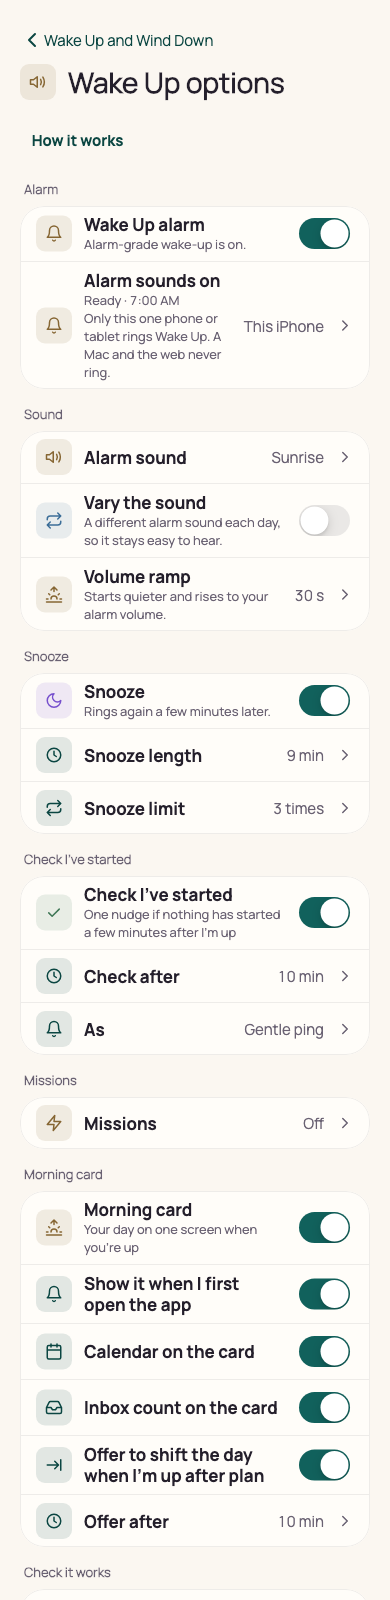 Wake Up and Wind Down
Wake Up options
How it works
Alarm
Wake Up alarm
Alarm-grade wake-up is on.
Alarm sounds on
Ready · 7:00 AM
Only this one phone or
tablet rings Wake Up. A
Mac and the web never
ring.
This iPhone
Sound
Alarm sound
Sunrise
Vary the sound
A different alarm sound each day,
so it stays easy to hear.
Volume ramp
Starts quieter and rises to your
alarm volume.
30 s
Snooze
Snooze
Rings again a few minutes later.
Snooze length
9 min
Snooze limit
3 times
Check I've started
Check I've started
One nudge if nothing has started
a few minutes after I'm up
Check after
10 min
As
Gentle ping
Missions
Missions
Off
Morning card
Morning card
Your day on one screen when
you're up
Show it when I first
open the app
Calendar on the card
Inbox count on the card
Offer to shift the day
when I'm up after plan
Offer after
10 min
Check it works